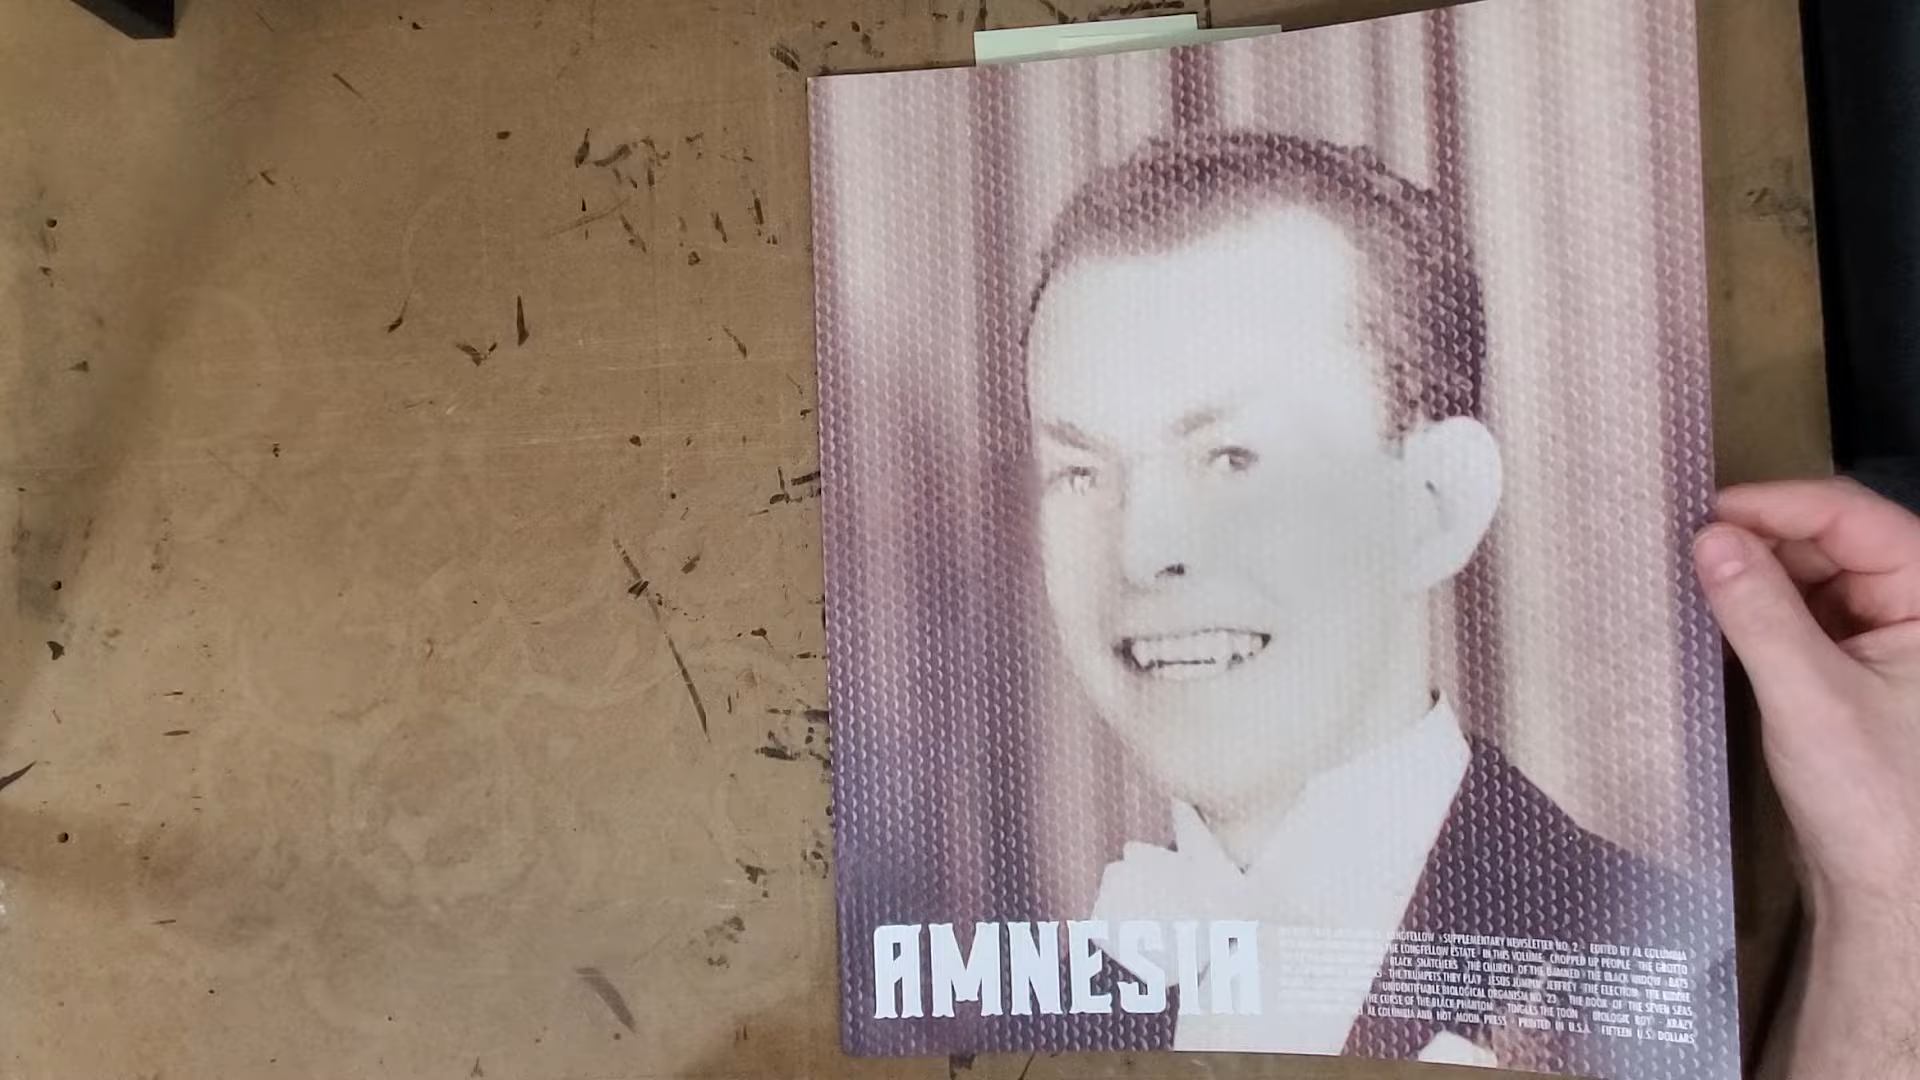 AMNESIA
LONGFELLOW · SUPPLEMENTARY NEWSLETTER NO. 2 · EDITED BY AL COLUMBIA
THE LONGFELLOW ESTATE · IN THIS VOLUME: CHOPPED UP PEOPLE · THE GROTTO
BLACK SNATCHERS · THE CHURCH OF THE DAMNED · THE BLACK WIDOW · BATS
· THE TRUMPETS THEY PLAY · JESUS JUMPIN' JEFFREY · THE ELECTION · THE
UNIDENTIFIABLE BIOLOGICAL ORGANISM NO. 23 · THE BOOK OF THE SEVEN SEAS
THE CURSE OF THE BLACK PHANTOM · TINGLES THE TOON · BIOLOGIC BOY · KRAZY
AL COLUMBIA AND HOT MOON PRESS · PRINTED IN U.S.A. · FIFTEEN U.S. DOLLARS